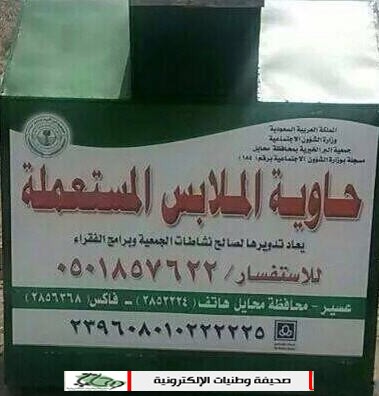 المملكة العربية السعودية
وزارة الشؤون الاجتماعية
جمعية البر الخيرية بمحافظة محايل
مسجلة بوزارة الشؤون الاجتماعية برقم (١٨٤)
حاوية الملابس المستعملة
يعاد تدويرها لصالح نشاطات الجمعية وبرامج الفقراء
للاستفسار / ٠٥٠١٨٥٧٦٢٢
عسير - محافظة محايل هاتف (٢٨٥٢٢٢٤) - فاكس (٢٨٥٦٣٦٨)
٢٣٩٦٠٨٠١٠٢٢٢٢٢٥
صحيفة وطنيات الإلكترونية